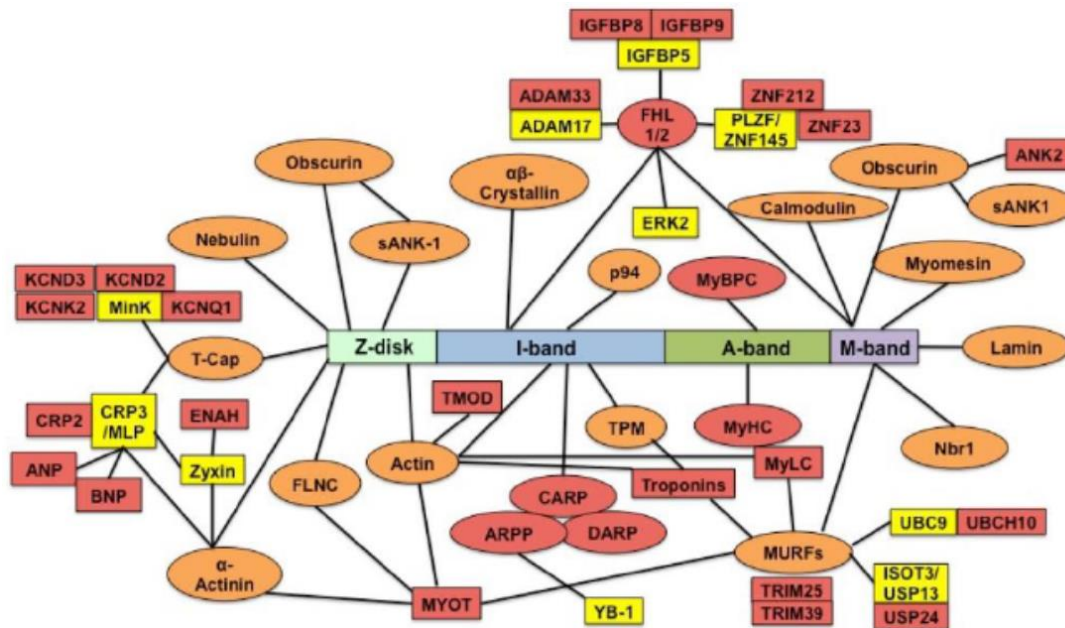 IGFBP8 IGFBP9
IGFBP5
ADAM33
ADAM17
FHL
1/2
ZNF212
PLZF/
ZNF145
ZNF23
Obscurin
αβ-
Crystallin
Obscurin
ANK2
sANK1
Calmodulin
ERK2
Nebulin
sANK-1
p94
MyBPC
Myomesin
KCND3 KCND2
KCNK2 MinK KCNQ1
T-Cap
Z-disk I-band A-band M-band
Lamin
CRP2
CRP3
/MLP
ENAH
TMOD
TPM
MyHC
Nbr1
ANP
BNP
Zyxin
FLNC
Actin
Troponins
MyLC
CARP
ARPP DARP
UBC9 UBCH10
MURFs
α-
Actinin
MYOT
YB-1
TRIM25
TRIM39
ISOT3/
USP13
USP24